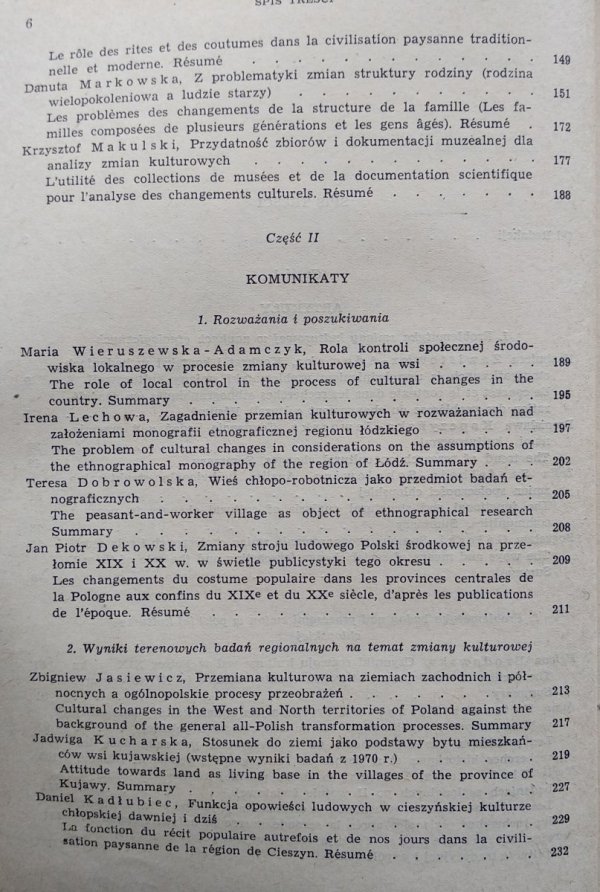 SPIS TREŚCI
6
Le rôle des rites et des coutumes dans la civilisation paysanne tradition-
nelle et moderne. Résumé . . . . . . . . . . . . 149
Danuta Markowska, Z problematyki zmian struktury rodziny (rodzina
wielopokoleniowa a ludzie starzy) . . . . . . . . . . 151
Les problèmes des changements de la structure de la famille (Les fa-
milles composées de plusieurs générations et les gens âgés). Résumé . 172
Krzysztof Makulski, Przydatność zbiorów i dokumentacji muzealnej dla
analizy zmian kulturowych . . . . . . . . . . . . 177
L'utilité des collections de musées et de la documentation scientifique
pour l'analyse des changements culturels. Résumé . . . . . . 188
Część II
KOMUNIKATY
1. Rozważania i poszukiwania
Maria Wieruszewska-Adamczyk, Rola kontroli społecznej środo-
wiska lokalnego w procesie zmiany kulturowej na wsi . . . . . 189
The role of local control in the process of cultural changes in the
country. Summary . . . . . . . . . . . . . . 195
Irena Lechowa, Zagadnienie przemian kulturowych w rozważaniach nad
założeniami monografii etnograficznej regionu łódzkiego . . . . . 197
The problem of cultural changes in considerations on the assumptions of
the ethnographical monography of the region of Łódź. Summary . . . 202
Teresa Dobrowolska, Wieś chłopo-robotnicza jako przedmiot badań et-
nograficznych . . . . . . . . . . . . . . . 205
The peasant-and-worker village as object of ethnographical research
Summary . . . . . . . . . . . . . . . . 208
Jan Piotr Dekowski, Zmiany stroju ludowego Polski środkowej na prze-
łomie XIX i XX w. w świetle publicystyki tego okresu . . . . . 209
Les changements du costume populaire dans les provinces centrales de
la Pologne aux confins du XIXe et du XXe siècle, d'après les publications
de l'époque. Résumé . . . . . . . . . . . . . 211
2. Wyniki terenowych badań regionalnych na temat zmiany kulturowej
Zbigniew Jasiewicz, Przemiana kulturowa na ziemiach zachodnich i pół-
nocnych a ogólnopolskie procesy przeobrażeń . . . . . . . . 213
Cultural changes in the West and North territories of Poland against the
background of the general all-Polish transformation processes. Summary 217
Jadwiga Kucharska, Stosunek do ziemi jako podstawy bytu mieszkań-
ców wsi kujawskiej (wstępne wyniki badań z 1970 r.) . . . . . 219
Attitude towards land as living base in the villages of the province of
Kujawy. Summary . . . . . . . . . . . . . . 227
Daniel Kadłubiec, Funkcja opowieści ludowych w cieszyńskiej kulturze
chłopskiej dawniej i dziś . . . . . . . . . . . . 229
La fonction du récit populaire autrefois et de nos jours dans la civili-
sation paysanne de la région de Cieszyn. Résumé . . . . . . 232